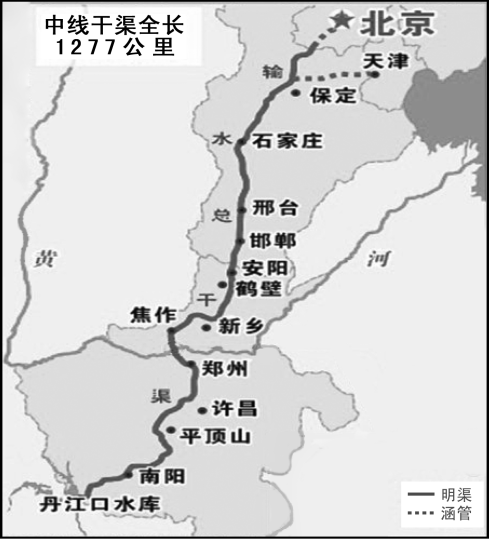 中线干渠全长
1277公里
北京
天津
保定
石家庄
邢台
邯郸
安阳
鹤壁
新乡
焦作
郑州
许昌
平顶山
南阳
丹江口水库
输水总干渠
黄河
明渠
涵管